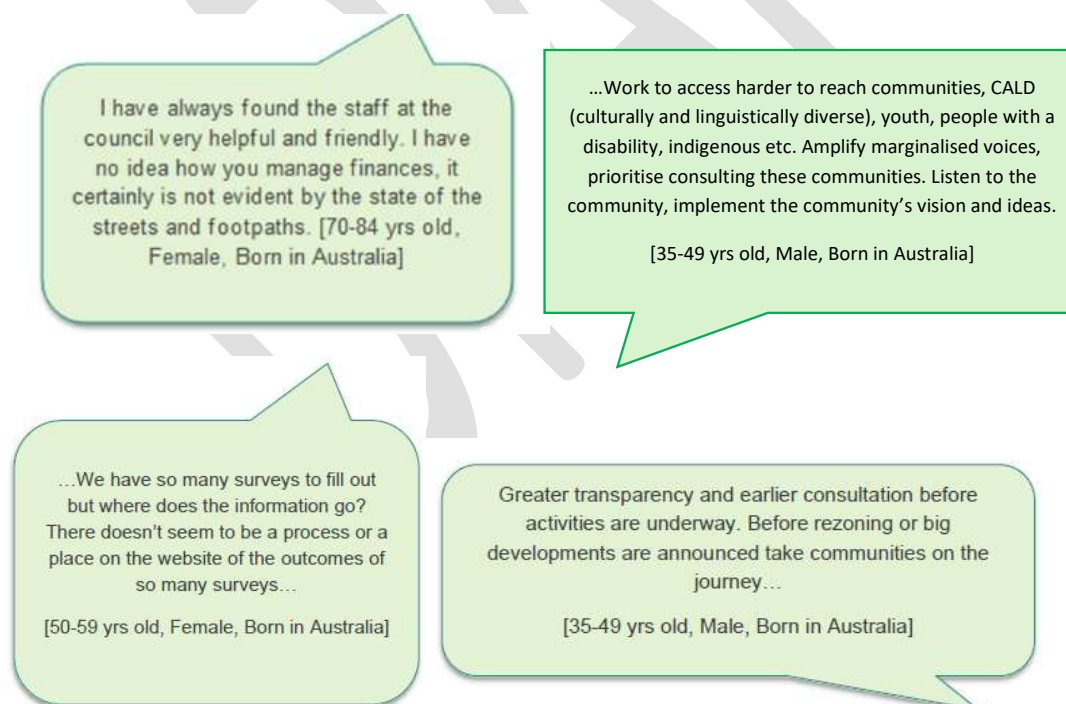 I have always found the staff at the
council very helpful and friendly. I have
no idea how you manage finances, it
certainly is not evident by the state of the
streets and footpaths. [70-84 yrs old,
Female, Born in Australia]
…Work to access harder to reach communities, CALD
(culturally and linguistically diverse), youth, people with a
disability, indigenous etc. Amplify marginalised voices,
prioritise consulting these communities. Listen to the
community, implement the community’s vision and ideas.
[35-49 yrs old, Male, Born in Australia]
…We have so many surveys to fill out
but where does the information go?
There doesn’t seem to be a process or a
place on the website of the outcomes of
so many surveys…
[50-59 yrs old, Female, Born in Australia]
Greater transparency and earlier consultation before
activities are underway. Before rezoning or big
developments are announced take communities on the
journey…
[35-49 yrs old, Male, Born in Australia]